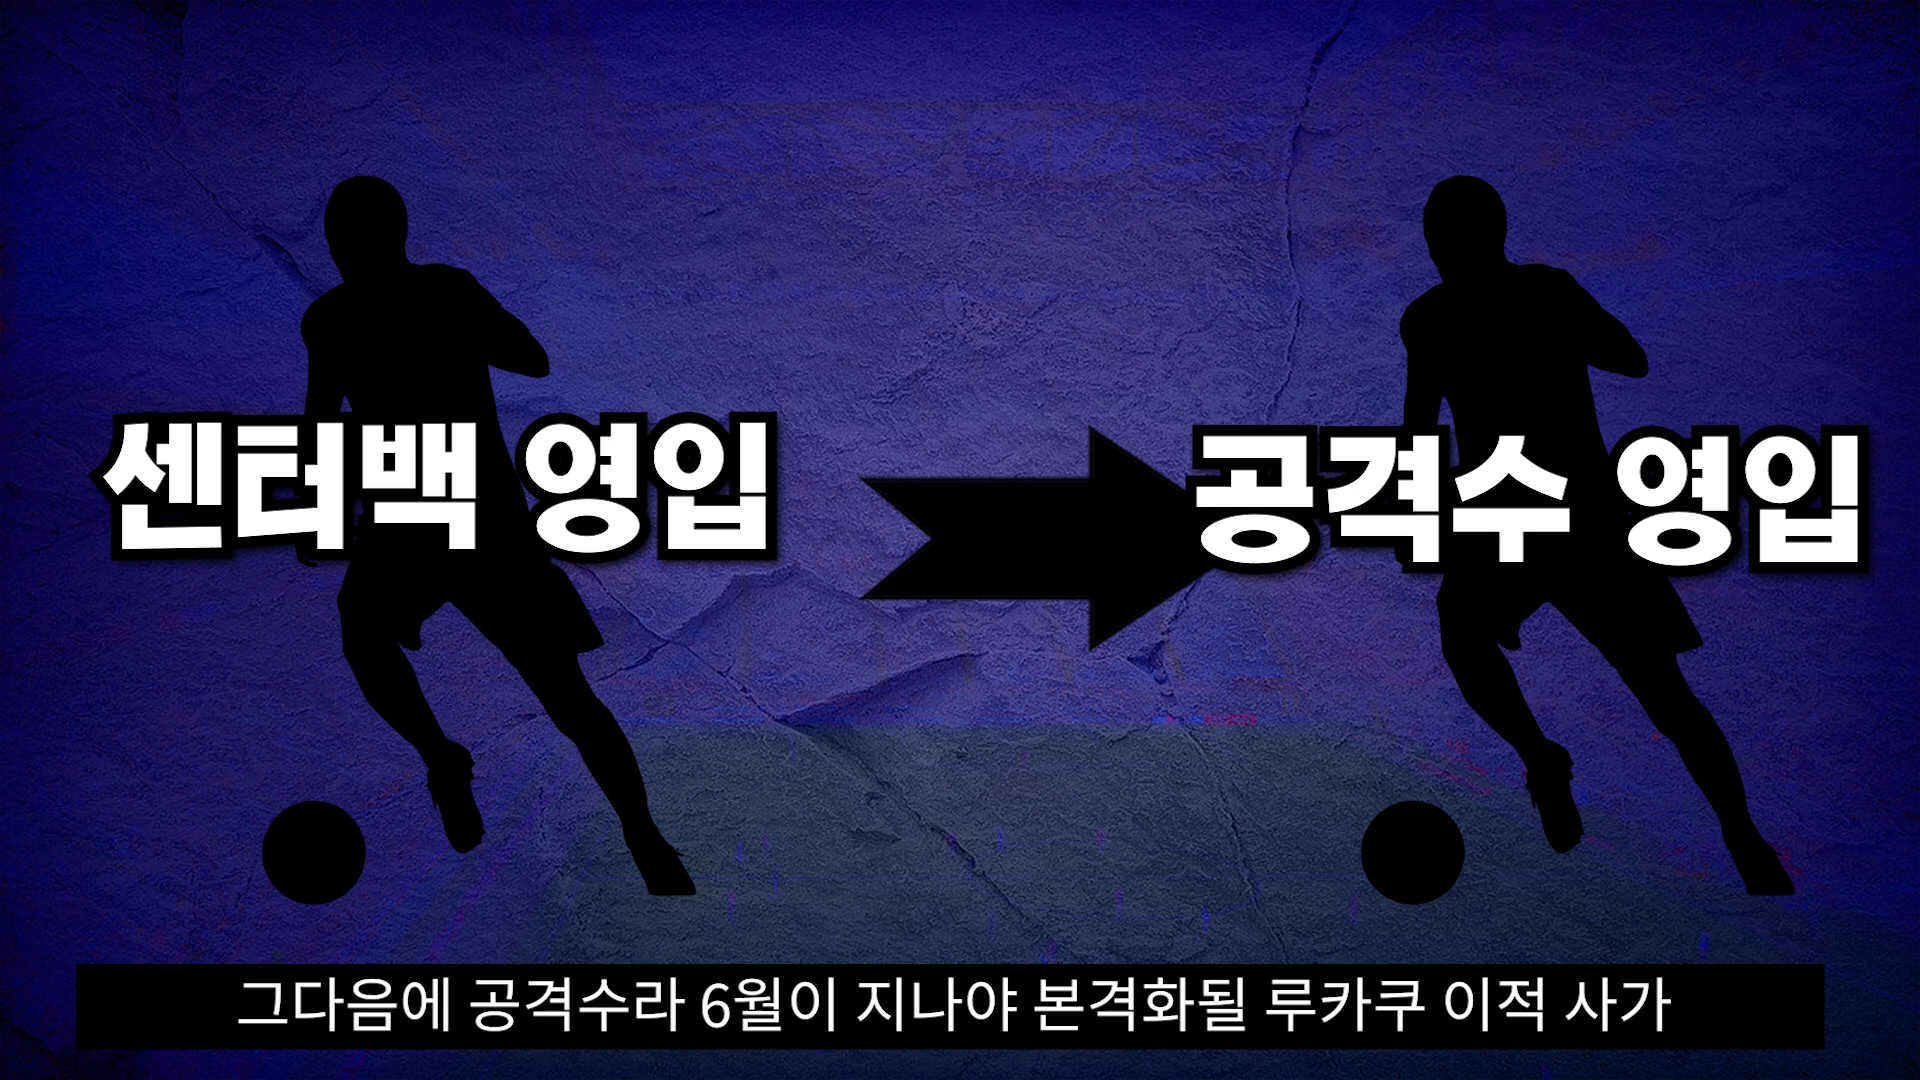 센터백 영입
공격수 영입
그다음에 공격수라 6월이 지나야 본격화될 루카쿠 이적 사가